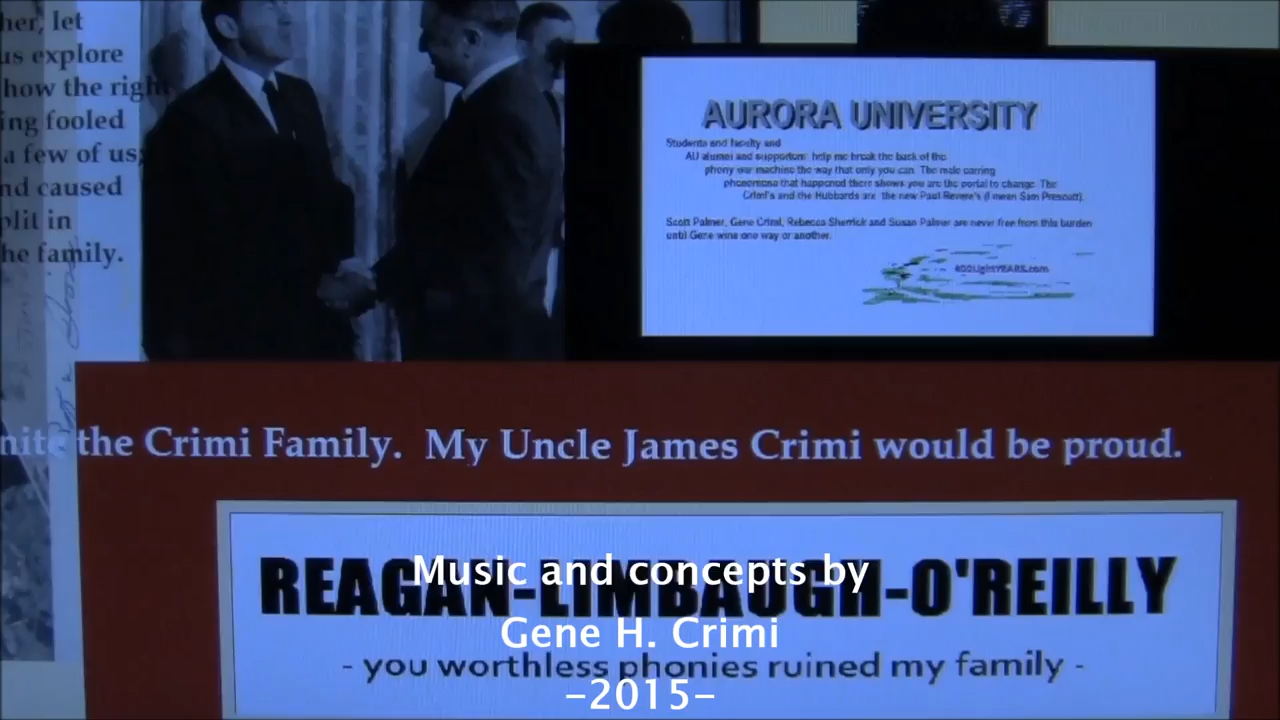 her, let
us explore
how the right
ing fooled
a few of us,
nd caused
plit in
he family.
AURORA UNIVERSITY
Students and faculty and
AU alumni and supporters: help me break the back of the
phony war machine the way that only you can. The male caring
phenomena that happened there shows you are the portal to change. The
Crimi's and the Hubbards are the new Paul Revere's (I mean Sam Prescott).
Scott Palmer, Gene Crimi, Rebecca Sherrick and Susan Palmer are never free from this burden
until Gene wins one way or another.
600LightYEARS.com
nite the Crimi Family. My Uncle James Crimi would be proud.
REAGAN-LIMBAUGH-O'REILLY
- you worthless phonies ruined my family -
Music and concepts by
Gene H. Crimi
-2015-